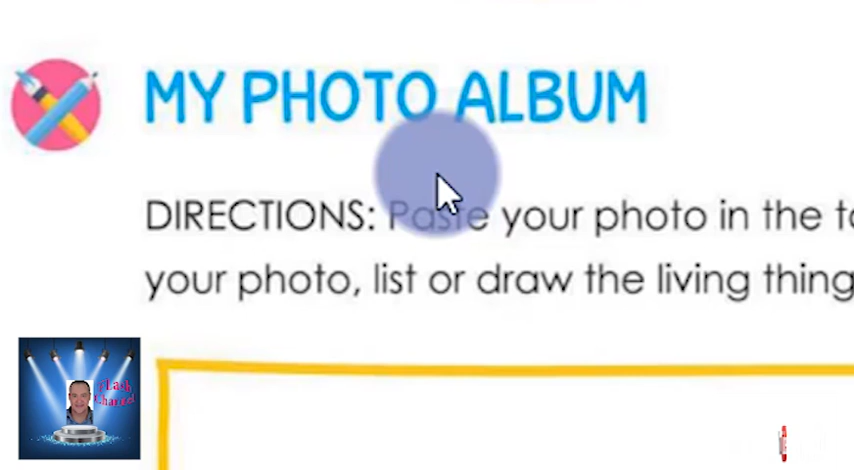 MY PHOTO ALBUM
DIRECTIONS: Paste your photo in the
your photo, list or draw the living thing